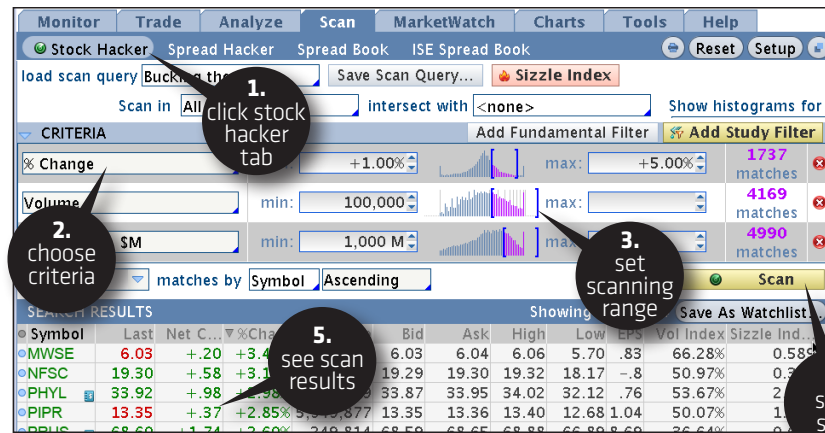 Monitor Trade Analyze Scan MarketWatch Charts Tools Help
Stock Hacker Spread Hacker Spread Book ISE Spread Book Reset Setup
load scan query Bucking the Save Scan Query... Sizzle Index
Scan in All intersect with <none> Show histograms for
1.
click stock
hacker
tab
CRITERIA Add Fundamental Filter Add Study Filter
% Change +1.00% max: +5.00% 1737 matches
Volume min: 100,000 max: 4169 matches
$M min: 1,000 M 4990 matches
2.
choose
criteria
3.
set
scanning
range
matches by Symbol Ascending Scan
SEARCH RESULTS Showing Save As Watchlist...
Symbol Last Net C... Bid Ask High Low EPS Vol Index Sizzle Ind...
MWSE 6.03 +.20 6.03 6.04 6.06 5.70 .83 66.28%
NFSC 19.30 +.58 19.29 19.30 19.32 18.17 -.8 50.97%
PHYL 33.92 +.98 33.87 33.95 34.02 32.12 .76 53.67%
PIPR 13.35 +.37 +2.85% 13.35 13.36 13.40 12.68 1.04 50.07%
5.
see scan
results